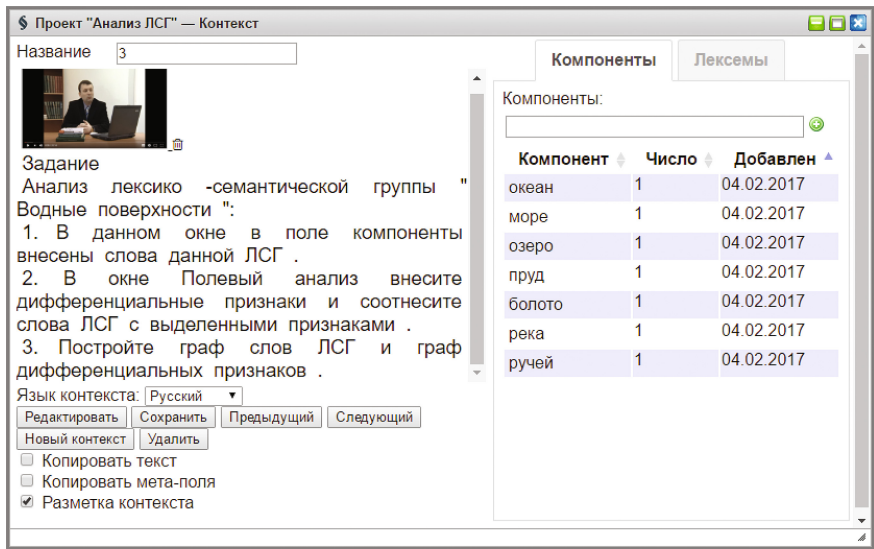 § Проект "Анализ ЛСГ" — Контекст
Название 3
Задание
Анализ лексико -семантической группы "
Водные поверхности ":
1. В данном окне в поле компоненты
внесены слова данной ЛСГ .
2. В окне Полевый анализ внесите
дифференциальные признаки и соотнесите
слова ЛСГ с выделенными признаками .
3. Постройте граф слов ЛСГ и граф
дифференциальных признаков .
Язык контекста: Русский
Редактировать Сохранить Предыдущий Следующий
Новый контекст Удалить
Копировать текст
Копировать мета-поля
Разметка контекста
Компоненты Лексемы
Компоненты:
Компонент Число Добавлен
океан 1 04.02.2017
море 1 04.02.2017
озеро 1 04.02.2017
пруд 1 04.02.2017
болото 1 04.02.2017
река 1 04.02.2017
ручей 1 04.02.2017